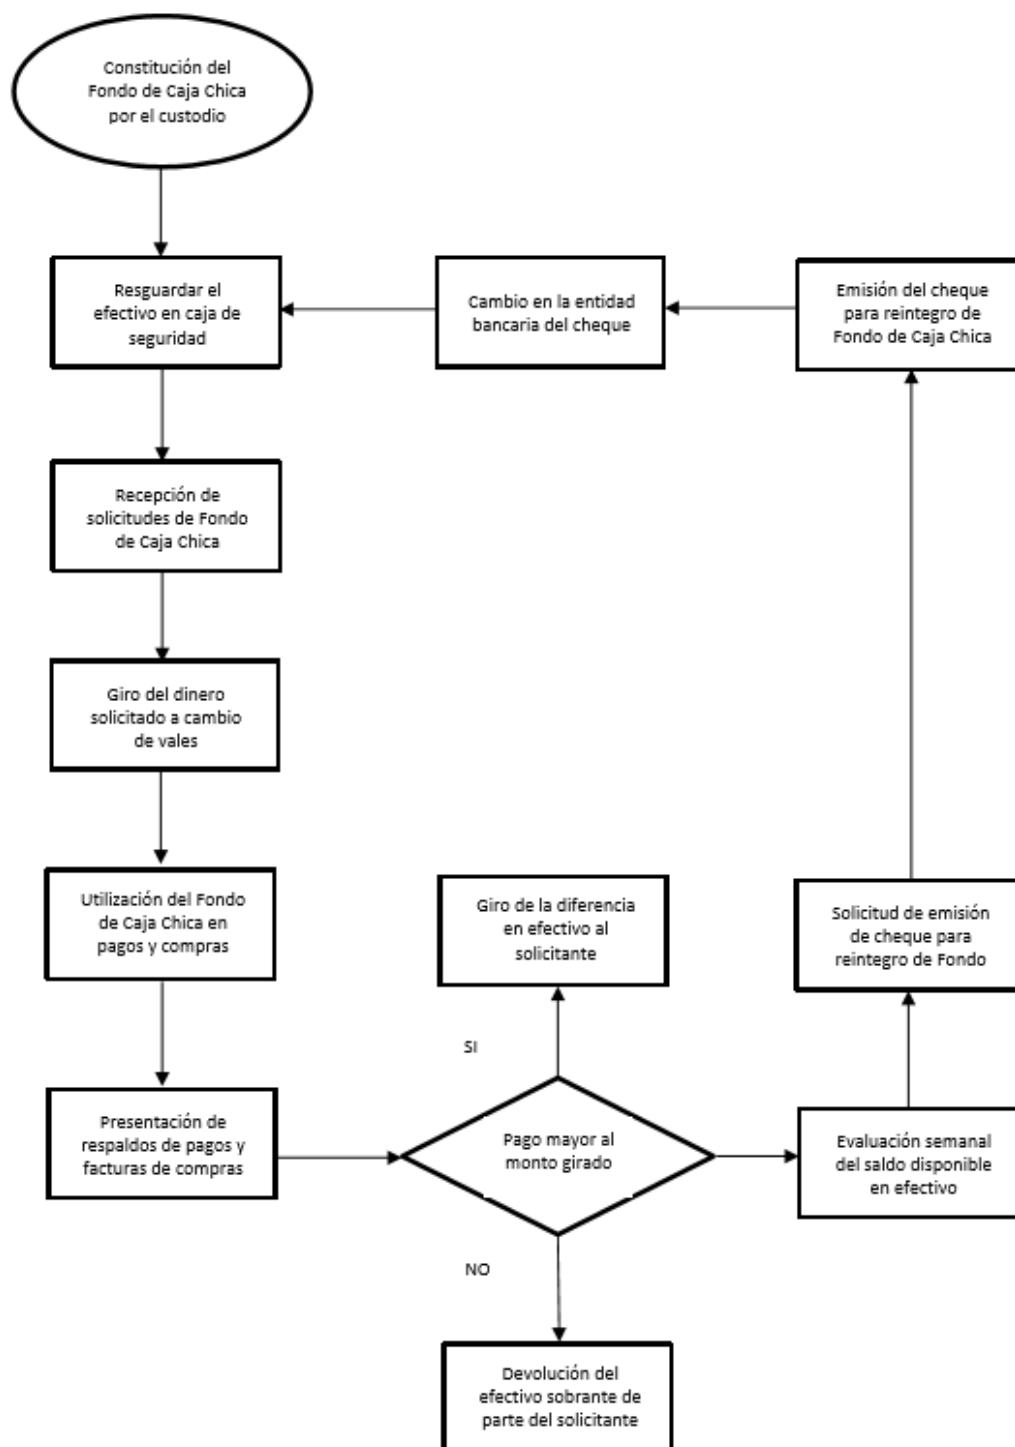 Constitución del
Fondo de Caja Chica
por el custodio
Resguardar el
efectivo en caja de
seguridad
Cambio en la entidad
bancaria del cheque
Emisión del cheque
para reintegro de
Fondo de Caja Chica
Recepción de
solicitudes de Fondo
de Caja Chica
Giro del dinero
solicitado a cambio
de vales
Utilización del Fondo
de Caja Chica en
pagos y compras
Giro de la diferencia
en efectivo al
solicitante
Solicitud de emisión
de cheque para
reintegro de Fondo
SI
Presentación de
respaldos de pagos y
facturas de compras
Pago mayor al
monto girado
Evaluación semanal
del saldo disponible
en efectivo
NO
Devolución del
efectivo sobrante de
parte del solicitante